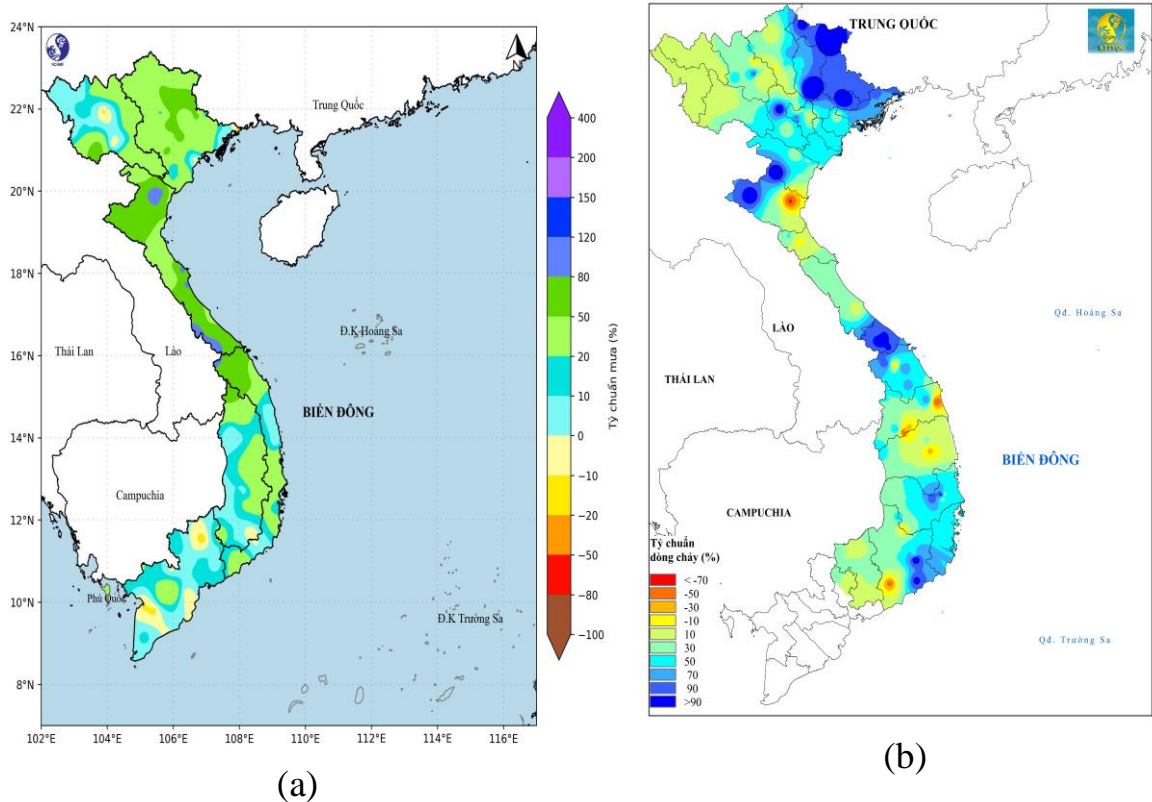 24°N
22°N
20°N
18°N
16°N
14°N
12°N
10°N
8°N
102°E
104°E
106°E
108°E
110°E
112°E
114°E
116°E
Trung Quốc
Đ.K Hoàng Sa
Thái Lan
Lào
BIỂN ĐÔNG
Campuchia
Phú Quốc
Đ.K Trường Sa
400
200
150
120
80
50
20
10
0
−10
−20
−50
−80
−100
Tỷ chuẩn mưa (%)
(a)
TRUNG QUỐC
Qđ. Hoàng Sa
LÀO
THÁI LAN
BIỂN ĐÔNG
CAMPUCHIA
Qđ. Trường Sa
Tỷ chuẩn
dòng chảy (%)
< -70
-50
-30
-10
10
30
50
70
90
>90
(b)